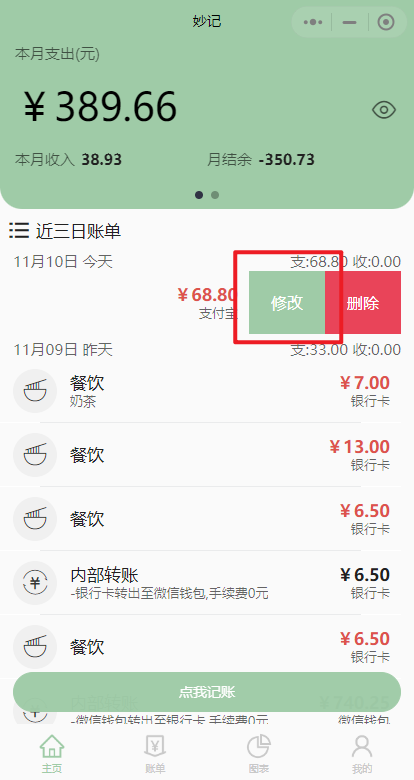 妙记
本月支出(元)
¥ 389.66
本月收入 38.93 月结余 -350.73
近三日账单
11月10日 今天 支:68.80 收:0.00
¥ 68.80
支付宝
修改 删除
11月09日 昨天 支:33.00 收:0.00
餐饮 ¥ 7.00
奶茶 银行卡
餐饮 ¥ 13.00
银行卡
餐饮 ¥ 6.50
银行卡
内部转账 ¥ 6.50
-银行卡转出至微信钱包,手续费0元 银行卡
餐饮 ¥ 6.50
银行卡
点我记账
内部转账 ¥ 740.25
-微信钱包转出至银行卡,手续费0元 微信钱包
主页 账单 图表 我的